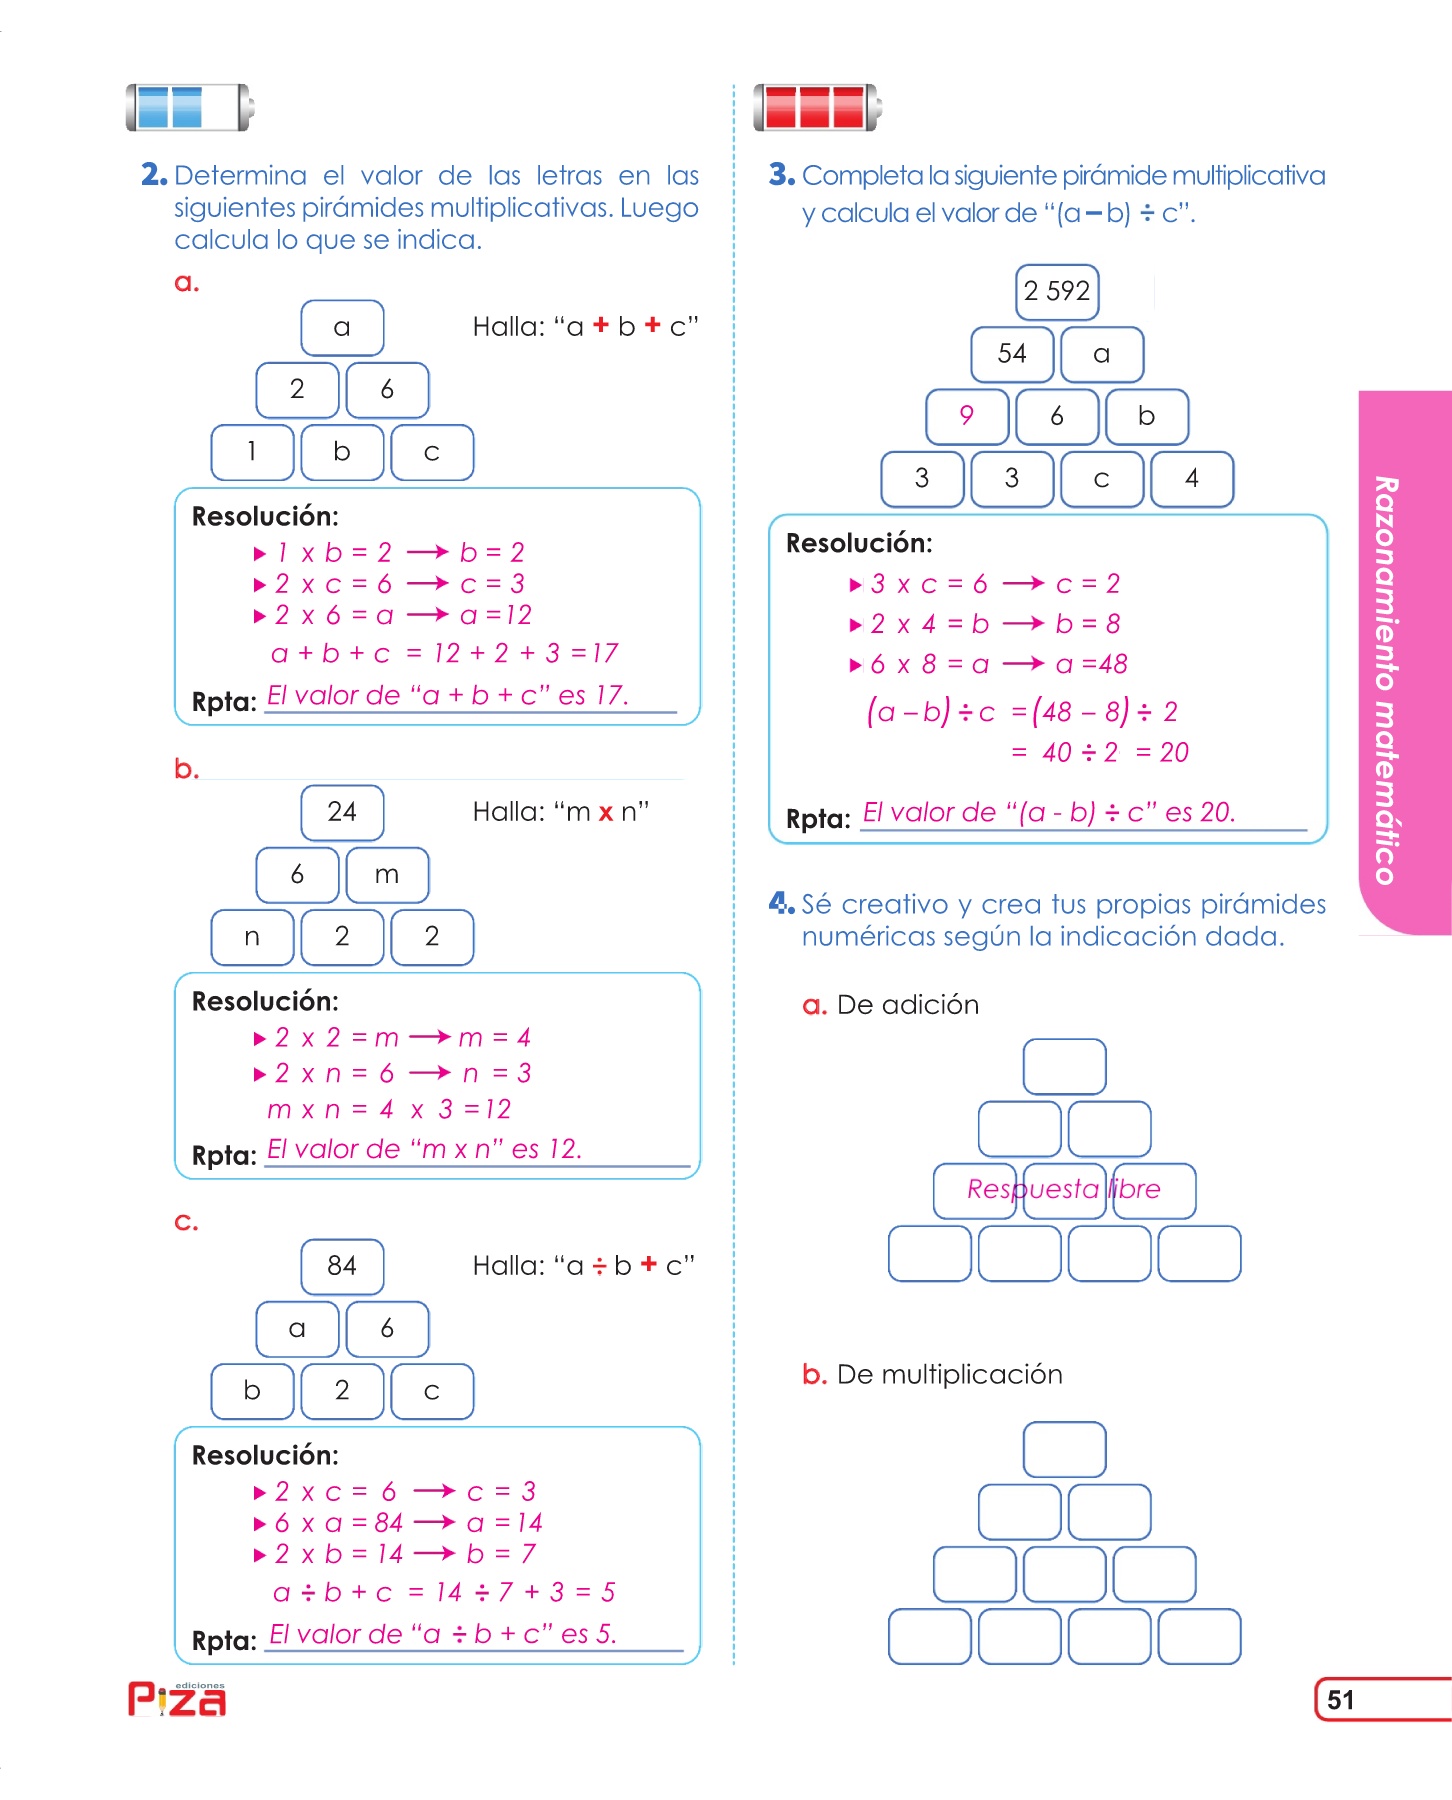 2. Determina el valor de las letras en las
siguientes pirámides multiplicativas. Luego
calcula lo que se indica.
a.
a
Halla: “a + b + c”
2 6
1 b c
Resolución:
▶ 1 x b = 2 ⟶ b = 2
▶ 2 x c = 6 ⟶ c = 3
▶ 2 x 6 = a ⟶ a =12
a + b + c = 12 + 2 + 3 =17
Rpta: El valor de “a + b + c” es 17.
b.
24
Halla: “m x n”
6 m
n 2 2
Resolución:
▶ 2 x 2 = m ⟶ m = 4
▶ 2 x n = 6 ⟶ n = 3
m x n = 4 x 3 =12
Rpta: El valor de “m x n” es 12.
c.
84
Halla: “a ÷ b + c”
a 6
b 2 c
Resolución:
▶ 2 x c = 6 ⟶ c = 3
▶ 6 x a = 84 ⟶ a =14
▶ 2 x b = 14 ⟶ b = 7
a ÷ b + c = 14 ÷ 7 + 3 = 5
Rpta: El valor de “a ÷ b + c” es 5.
3. Completa la siguiente pirámide multiplicativa
y calcula el valor de “(a – b) ÷ c”.
2 592
54 a
9 6 b
3 3 c 4
Resolución:
▶ 3 x c = 6 ⟶ c = 2
▶ 2 x 4 = b ⟶ b = 8
▶ 6 x 8 = a ⟶ a =48
(a – b) ÷ c = (48 – 8) ÷ 2
= 40 ÷ 2 = 20
Rpta: El valor de “(a - b) ÷ c” es 20.
4. Sé creativo y crea tus propias pirámides
numéricas según la indicación dada.
a. De adición
Respuesta libre
b. De multiplicación
Razonamiento matemático
ediciones
Piza
51